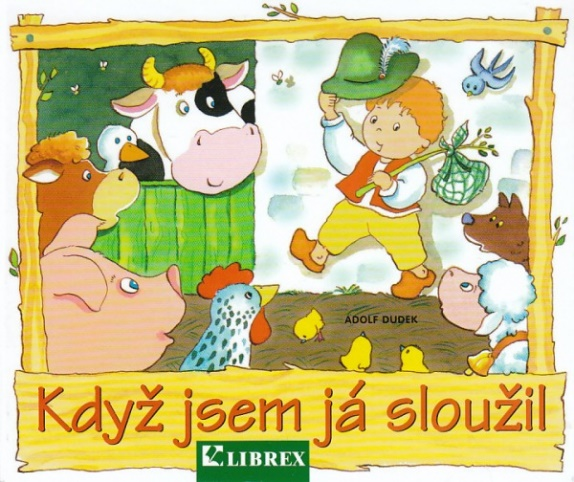 ADOLF DUDEK
Když jsem já sloužil
LIBREX